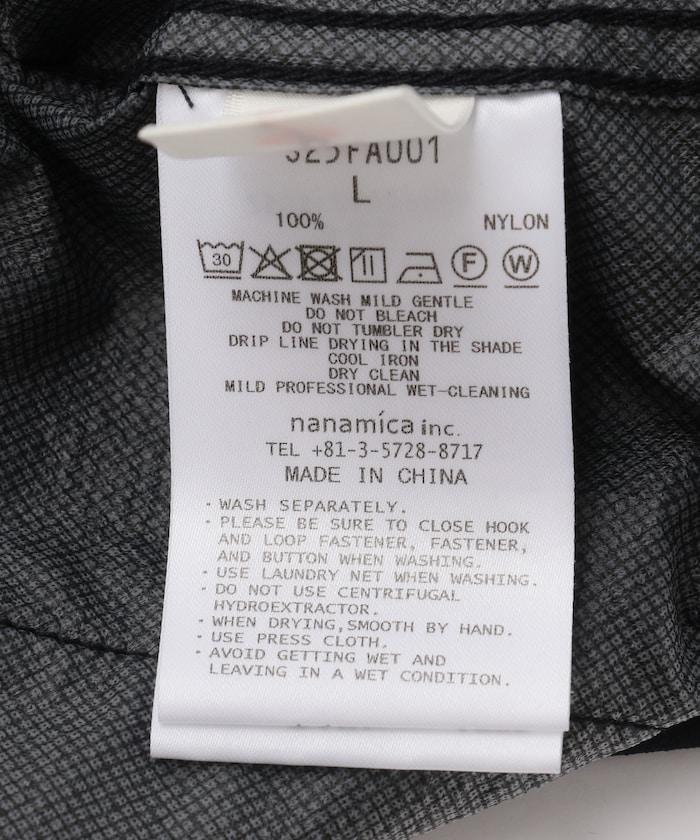 S25FA001
L
100% NYLON
30 F W
MACHINE WASH MILD GENTLE
DO NOT BLEACH
DO NOT TUMBLER DRY
DRIP LINE DRYING IN THE SHADE
COOL IRON
DRY CLEAN
MILD PROFESSIONAL WET-CLEANING
nanamíca inc.
TEL +81-3-5728-8717
MADE IN CHINA
・WASH SEPARATELY.
・PLEASE BE SURE TO CLOSE HOOK
AND LOOP FASTENER, FASTENER,
AND BUTTON WHEN WASHING.
・USE LAUNDRY NET WHEN WASHING.
・DO NOT USE CENTRIFUGAL
HYDROEXTRACTOR.
・WHEN DRYING,SMOOTH BY HAND.
・USE PRESS CLOTH.
・AVOID GETTING WET AND
LEAVING IN A WET CONDITION.